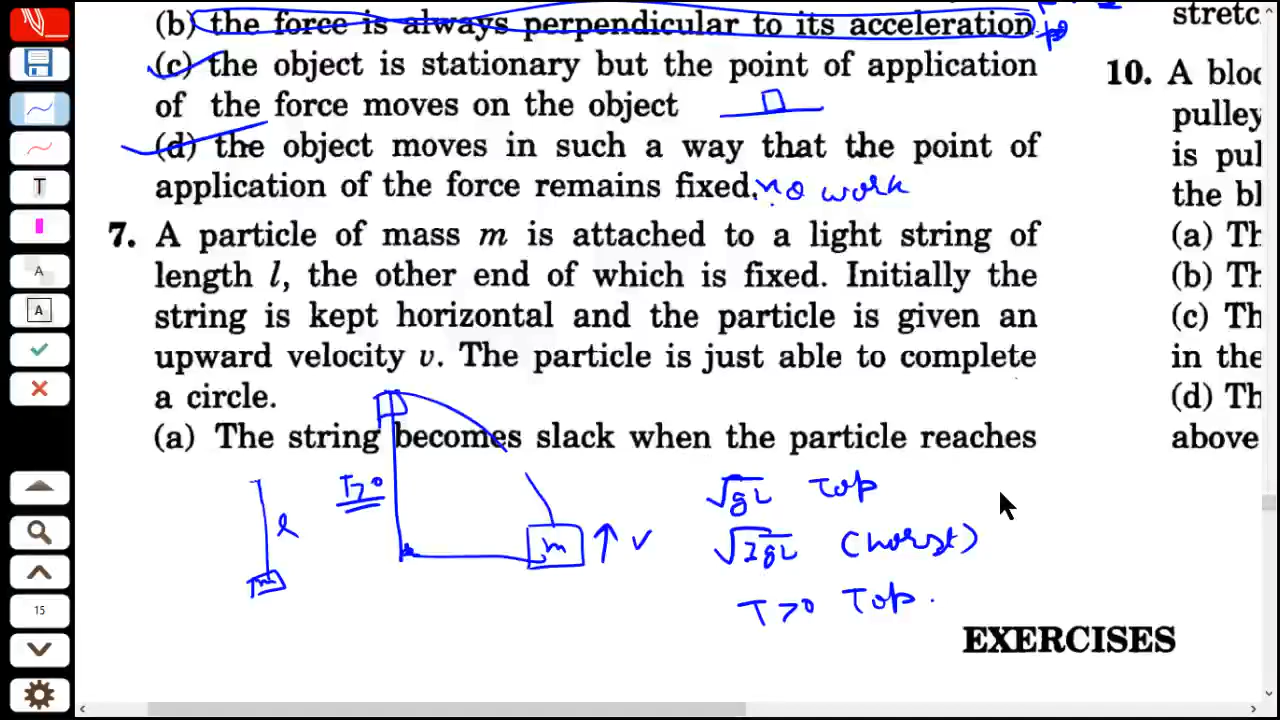 (b) the force is always perpendicular to its acceleration.
(c) the object is stationary but the point of application
of the force moves on the object
(d) the object moves in such a way that the point of
application of the force remains fixed. no work
7. A particle of mass m is attached to a light string of
length l, the other end of which is fixed. Initially the
string is kept horizontal and the particle is given an
upward velocity v. The particle is just able to complete
a circle.
(a) The string becomes slack when the particle reaches
T>0
l
m
m
v
√gL Top
T>0 Top.
EXERCISES
stretc
10. A bloc
pulley
is pul
the bl
(a) Th
(b) Th
(c) Th
in the
(d) Th
above
T
A
A
15